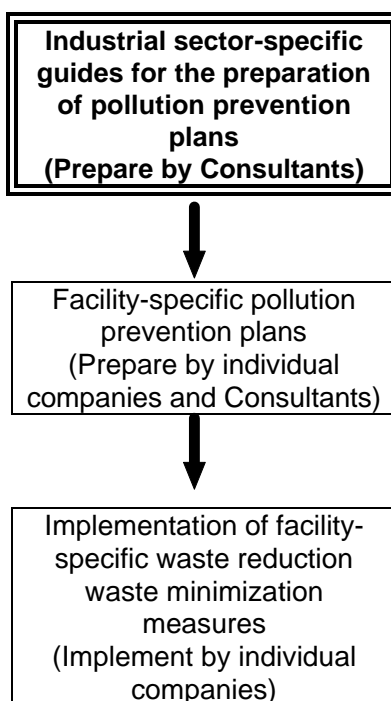 Industrial sector-specific
guides for the preparation
of pollution prevention
plans
(Prepare by Consultants)
Facility-specific pollution
prevention plans
(Prepare by individual
companies and Consultants)
Implementation of facility-
specific waste reduction
waste minimization
measures
(Implement by individual
companies)